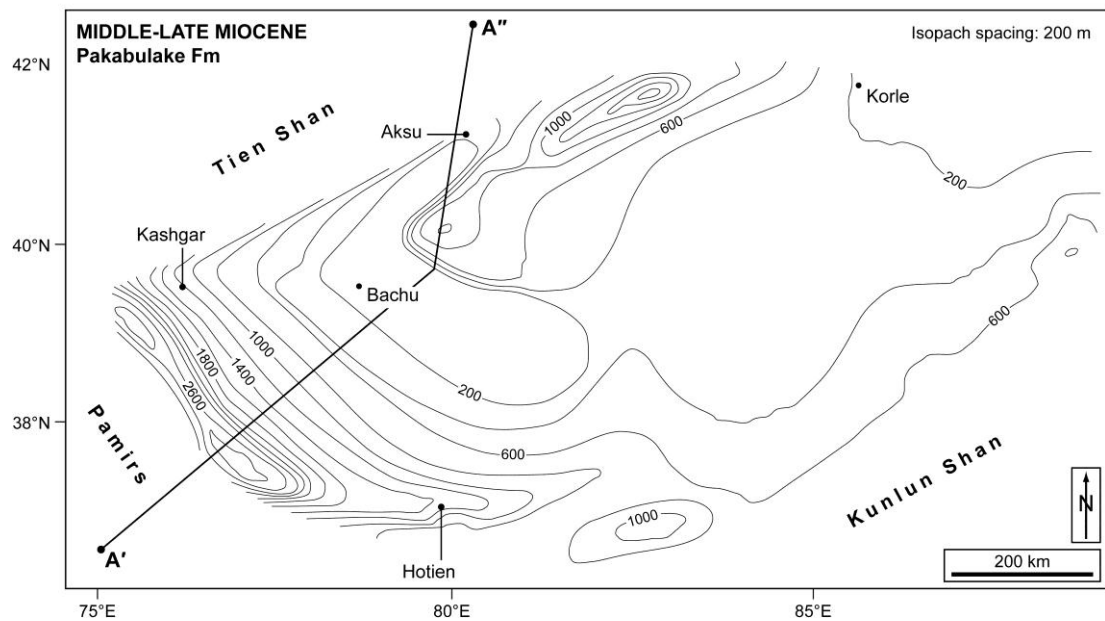 MIDDLE-LATE MIOCENE
Pakabulake Fm
A″
Isopach spacing: 200 m
42°N
Korle
Tien Shan
Aksu
1000
600
200
40°N
Kashgar
Bachu
1000
1800
1400
2600
200
600
38°N
Pamirs
600
Kunlun Shan
1000
N
A′
Hotien
200 km
75°E
80°E
85°E